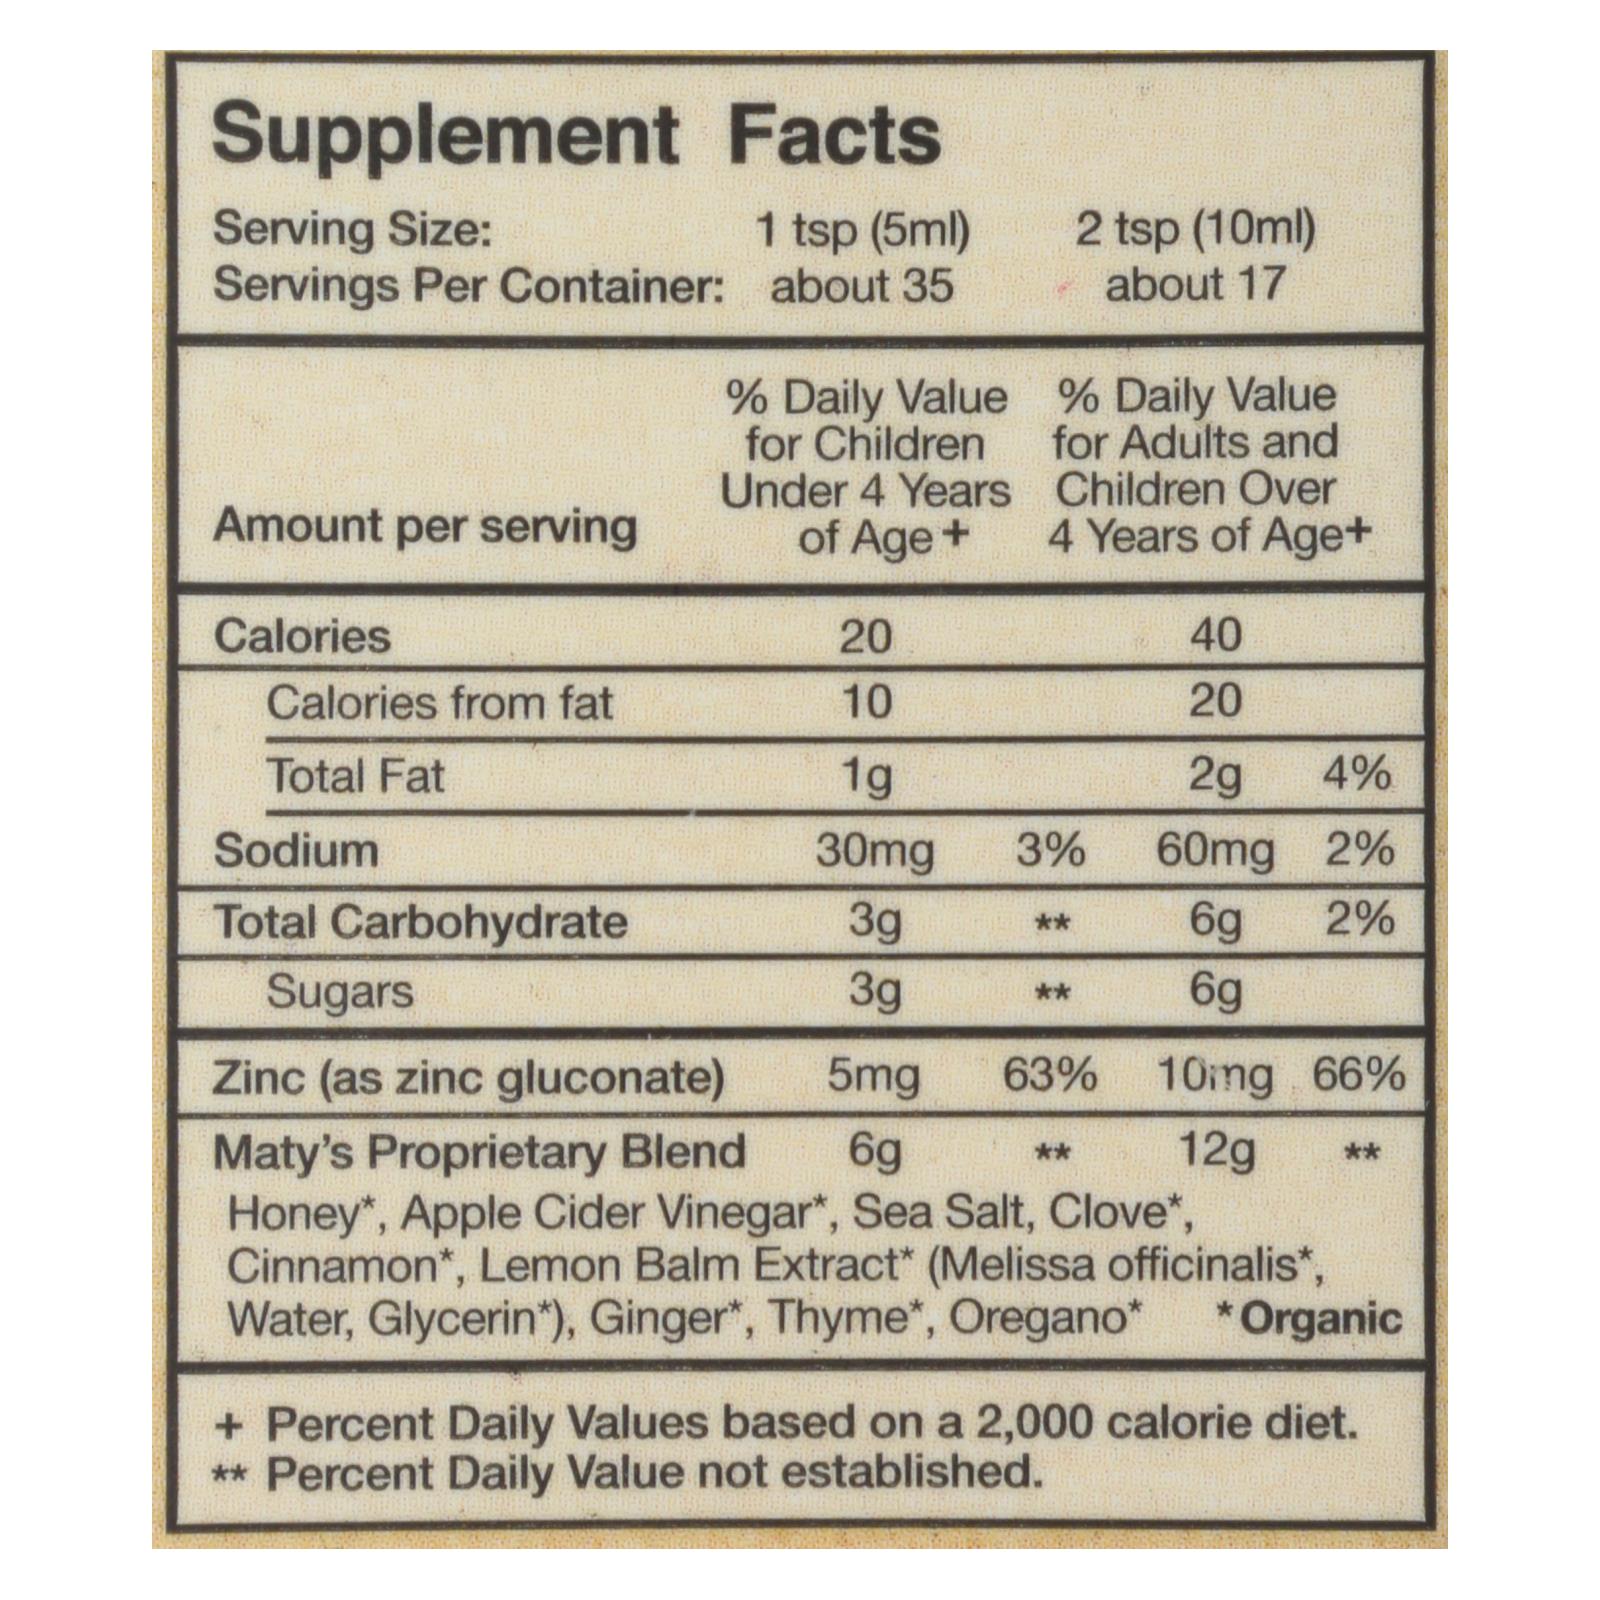 Supplement Facts
Serving Size: 1 tsp (5ml) 2 tsp (10ml)
Servings Per Container: about 35 about 17
% Daily Value % Daily Value
for Children for Adults and
Under 4 Years Children Over
Amount per serving of Age+ 4 Years of Age+
Calories 20 40
Calories from fat 10 20
Total Fat 1g 2g 4%
Sodium 30mg 3% 60mg 2%
Total Carbohydrate 3g ** 6g 2%
Sugars 3g ** 6g
Zinc (as zinc gluconate) 5mg 63% 10mg 66%
Maty's Proprietary Blend 6g ** 12g **
Honey*, Apple Cider Vinegar*, Sea Salt, Clove*,
Cinnamon*, Lemon Balm Extract* (Melissa officinalis*,
Water, Glycerin*), Ginger*, Thyme*, Oregano* *Organic
+ Percent Daily Values based on a 2,000 calorie diet.
** Percent Daily Value not established.